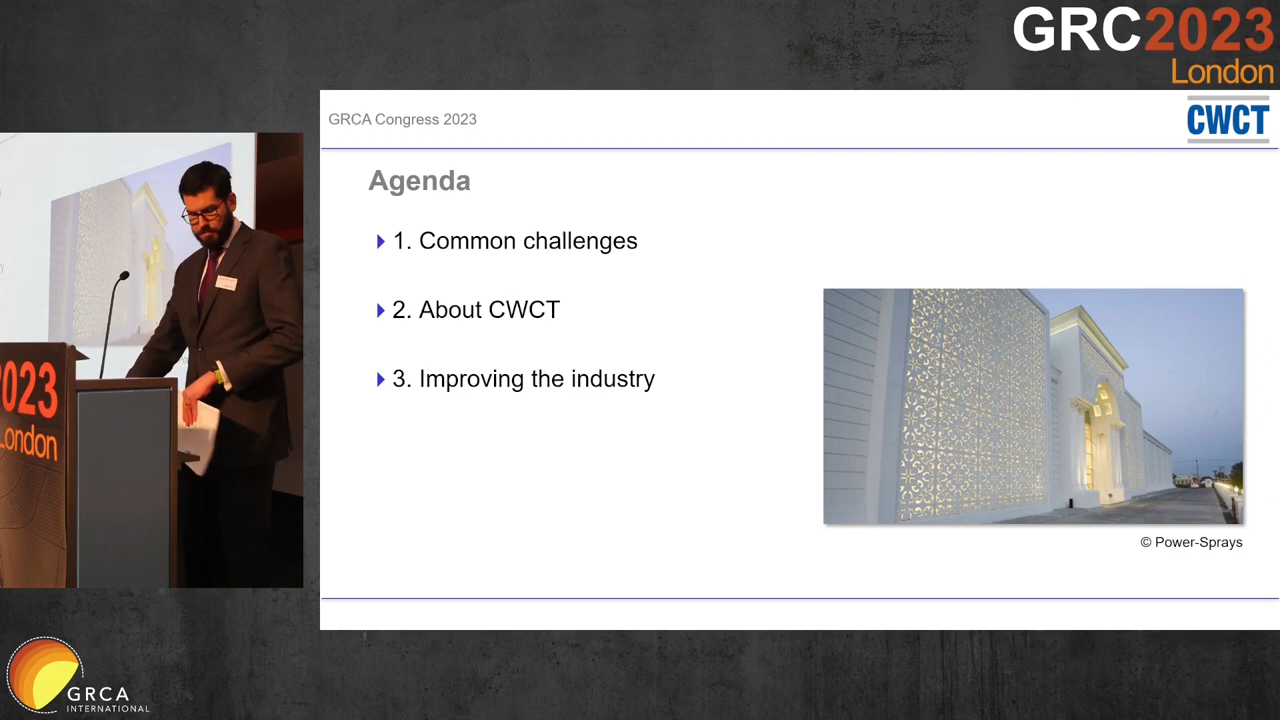 GRC2023
London
GRCA Congress 2023
CWCT
Agenda
1. Common challenges
2. About CWCT
3. Improving the industry
© Power-Sprays
2023
London
GRCA
INTERNATIONAL